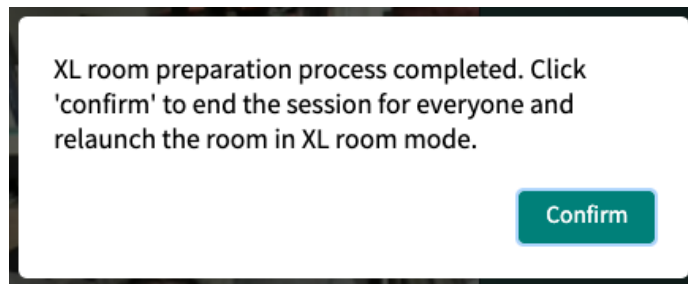 XL room preparation process completed. Click
'confirm' to end the session for everyone and
relaunch the room in XL room mode.
Confirm